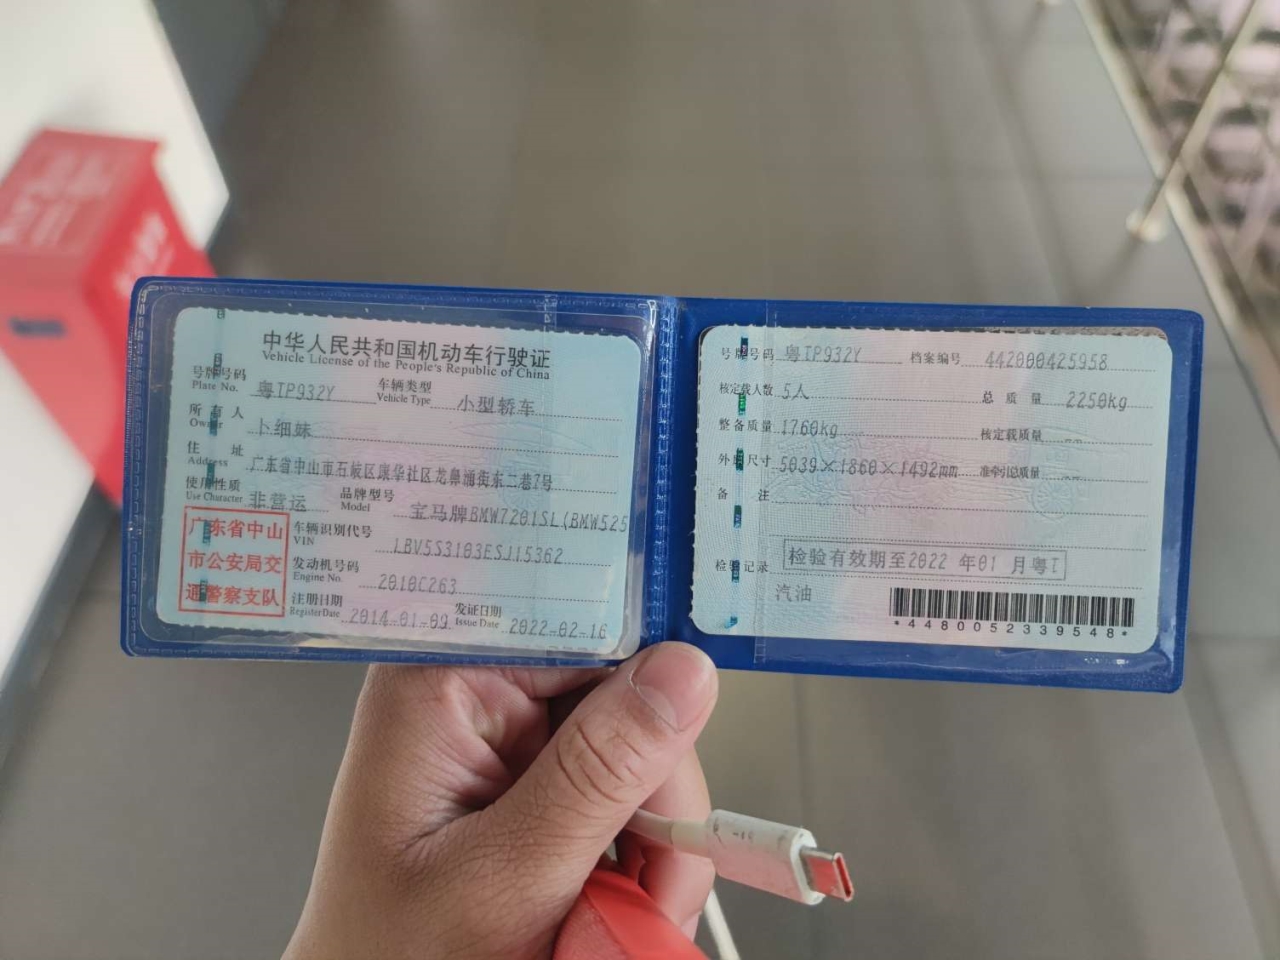 中华人民共和国机动车行驶证
Vehicle License of the People's Republic of China
号牌号码 粤TP932Y 车辆类型 小型轿车
Plate No. Vehicle Type
所有人 卜细妹
Owner
住址 广东省中山市石岐区康华社区龙鼻涌街东二巷7号
Address
使用性质 非营运 品牌型号 宝马牌BMW7201SL(BMW525
Use Character Model
广东省中山
市公安局交
通警察支队
车辆识别代号 LBV5S3103ESJ15362
VIN
发动机号码 2010C263
Engine No.
注册日期 2014-01-09 发证日期 2022-02-16
Register Date Issue Date
号牌号码 粤TP932Y 档案编号 442000425958
核定载人数 5人 总质量 2250kg
整备质量 1760kg 核定载质量 --
外廓尺寸 5039×1860×1492mm 准牵引总质量 --
备注
检验记录 检验有效期至2022年01月粤T
汽油
*4480052339548*